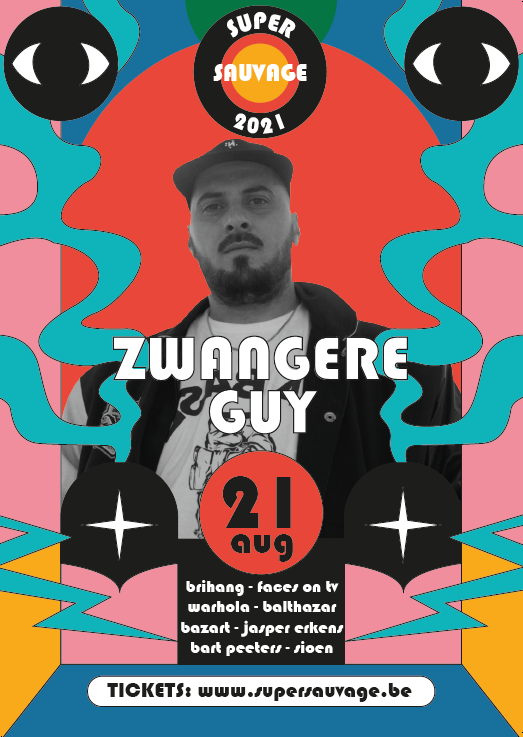 SUPER
SAUVAGE
2021
ZWANGERE
GUY
21
aug
brihang - faces on tv
warhola - balthazar
bazart - jasper erkens
bart peeters - sioen
TICKETS: www.supersauvage.be